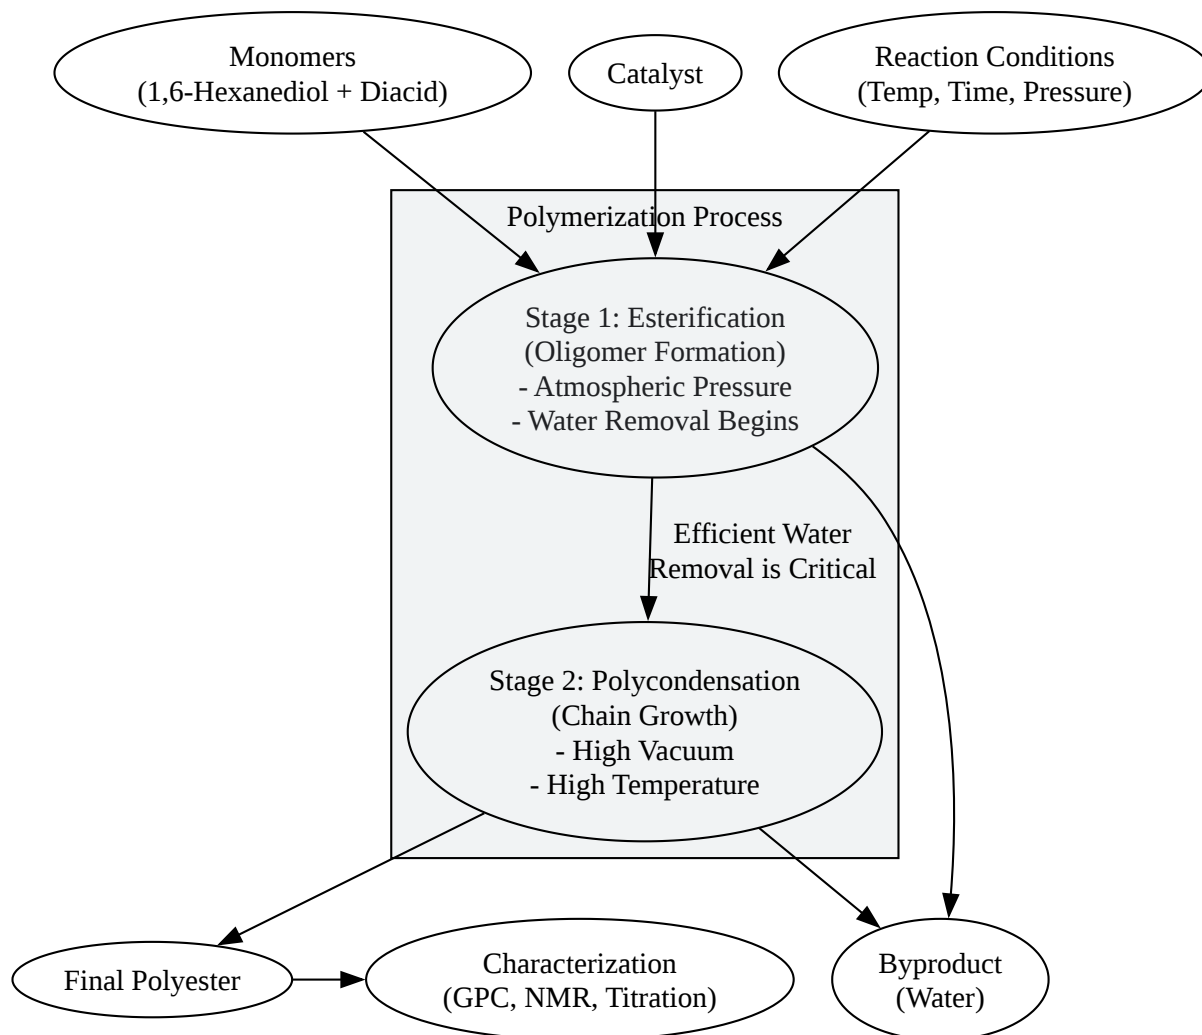 Monomers
(1,6-Hexanediol + Diacid)
Catalyst
Reaction Conditions
(Temp, Time, Pressure)
Polymerization Process
Stage 1: Esterification
(Oligomer Formation)
- Atmospheric Pressure
- Water Removal Begins
Efficient Water
Removal is Critical
Stage 2: Polycondensation
(Chain Growth)
- High Vacuum
- High Temperature
Final Polyester
Characterization
(GPC, NMR, Titration)
Byproduct
(Water)